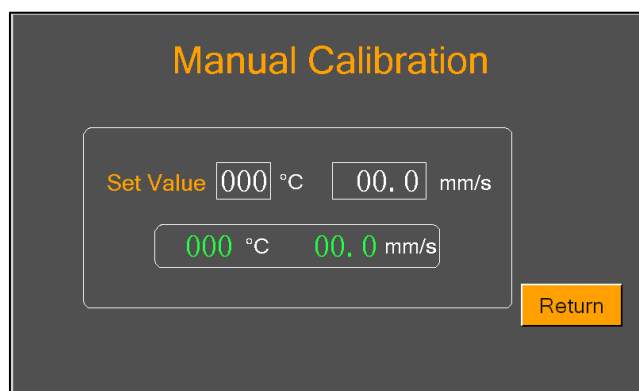 Manual Calibration
Set Value 000 °C 00.0 mm/s
000 °C 00.0 mm/s
Return